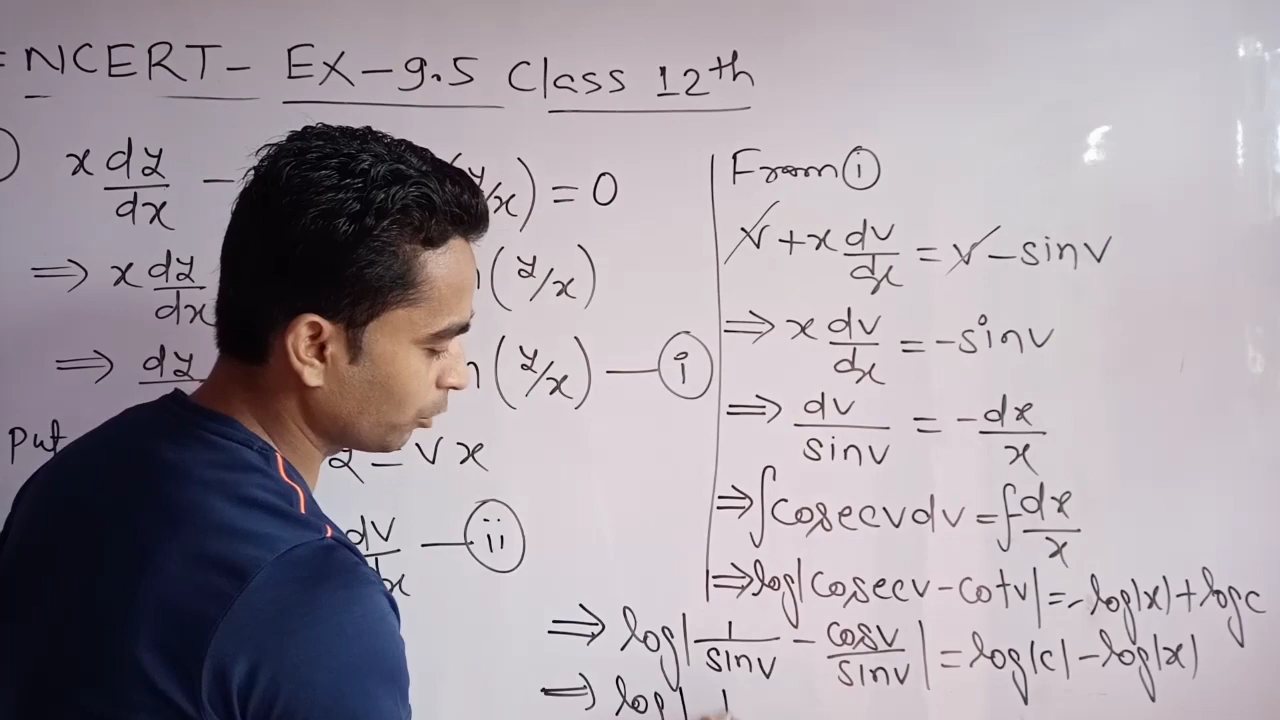 NCERT- EX-9.5 Class 12th
x dy/dx - (y/x) = 0
⇒ x dy/dx (y/x)
⇒ dy (y/x) — (i)
Put y = vx
dv/dx — (ii)
From (i)
v + x dv/dx = v - sinv
⇒ x dv/dx = -sinv
⇒ dv/sinv = -dx/x
⇒ ∫cosecv dv = ∫dx/x
⇒ log|cosecv - cotv| = -log|x| + logc
⇒ log|1/sinv - cosv/sinv| = log|c| - log|x|
⇒ log| 1